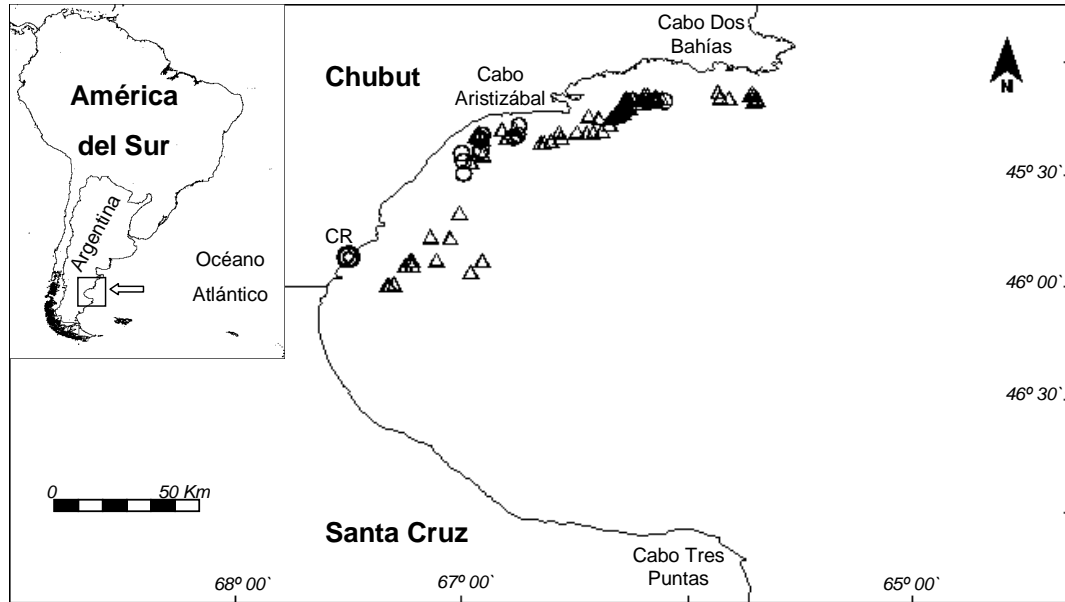 América
del Sur
Argentina
Océano
Atlántico
Chubut
Cabo
Aristizábal
Cabo Dos
Bahías
N
CR
45º 30`
46º 00`
46º 30`
0 50 Km
Santa Cruz
Cabo Tres
Puntas
68º 00`
67º 00`
65º 00`